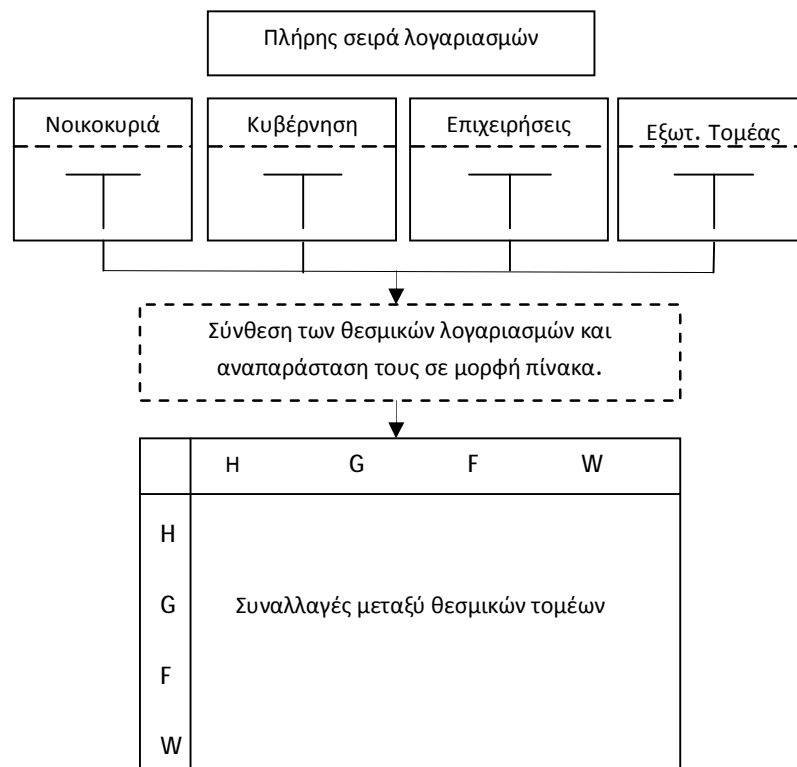 Πλήρης σειρά λογαριασμών
Νοικοκυριά
Κυβέρνηση
Επιχειρήσεις
Εξωτ. Τομέας
Σύνθεση των θεσμικών λογαριασμών και
αναπαράσταση τους σε μορφή πίνακα.
H G F W
H
G Συναλλαγές μεταξύ θεσμικών τομέων
F
W